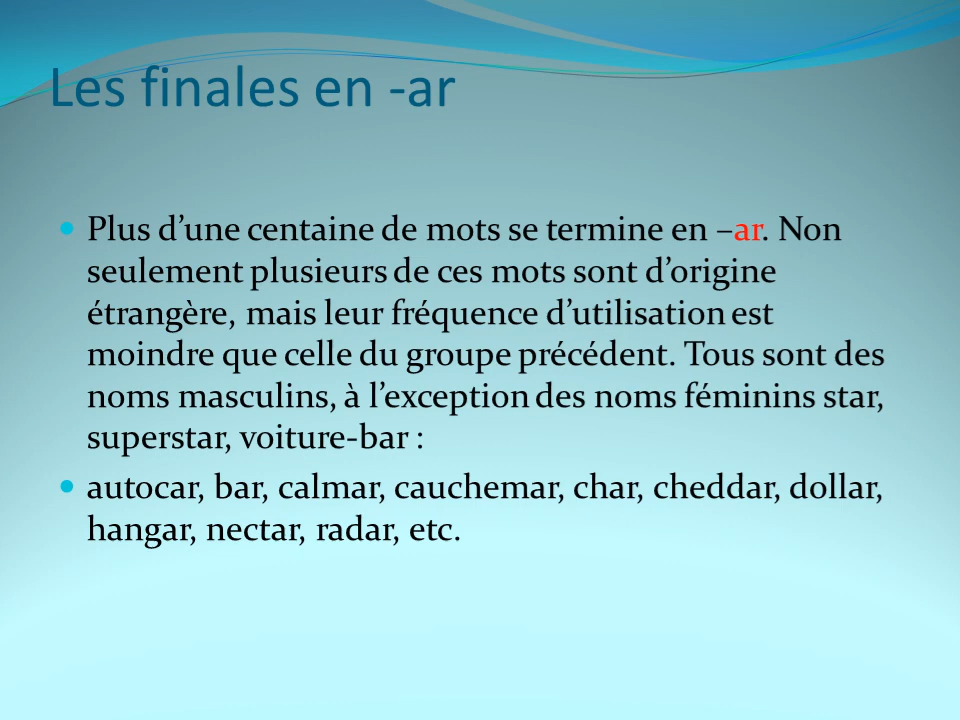 Les finales en -ar
Plus d’une centaine de mots se termine en –ar. Non
seulement plusieurs de ces mots sont d’origine
étrangère, mais leur fréquence d’utilisation est
moindre que celle du groupe précédent. Tous sont des
noms masculins, à l’exception des noms féminins star,
superstar, voiture-bar :
autocar, bar, calmar, cauchemar, char, cheddar, dollar,
hangar, nectar, radar, etc.